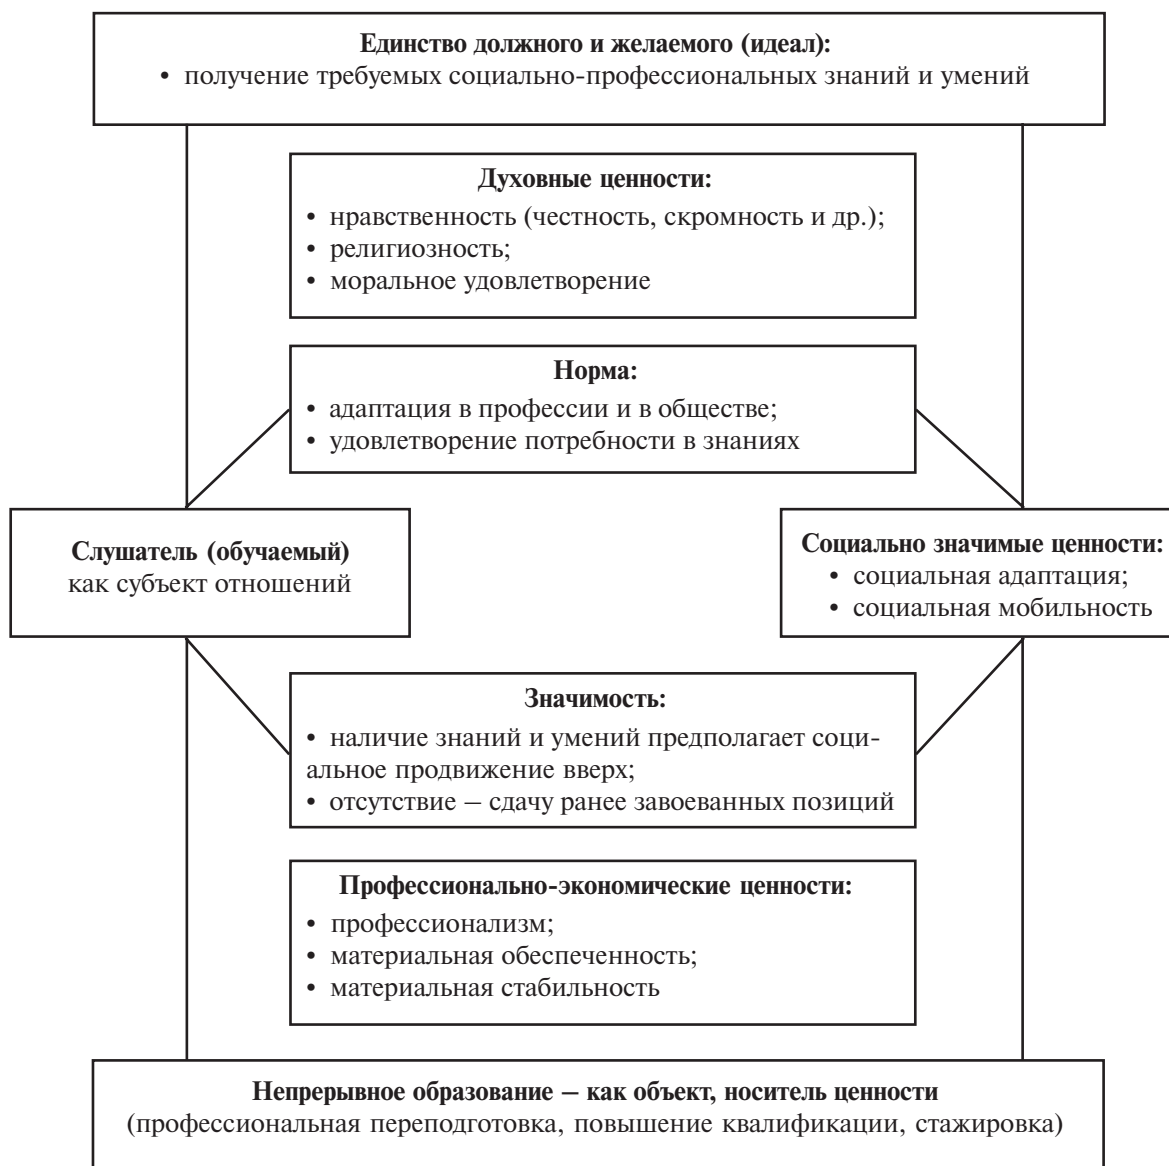 Единство должного и желаемого (идеал):
• получение требуемых социально-профессиональных знаний и умений
Духовные ценности:
• нравственность (честность, скромность и др.);
• религиозность;
• моральное удовлетворение
Норма:
• адаптация в профессии и в обществе;
• удовлетворение потребности в знаниях
Слушатель (обучаемый)
как субъект отношений
Социально значимые ценности:
• социальная адаптация;
• социальная мобильность
Значимость:
• наличие знаний и умений предполагает соци-
альное продвижение вверх;
• отсутствие – сдачу ранее завоеванных позиций
Профессионально-экономические ценности:
• профессионализм;
• материальная обеспеченность;
• материальная стабильность
Непрерывное образование – как объект, носитель ценности
(профессиональная переподготовка, повышение квалификации, стажировка)